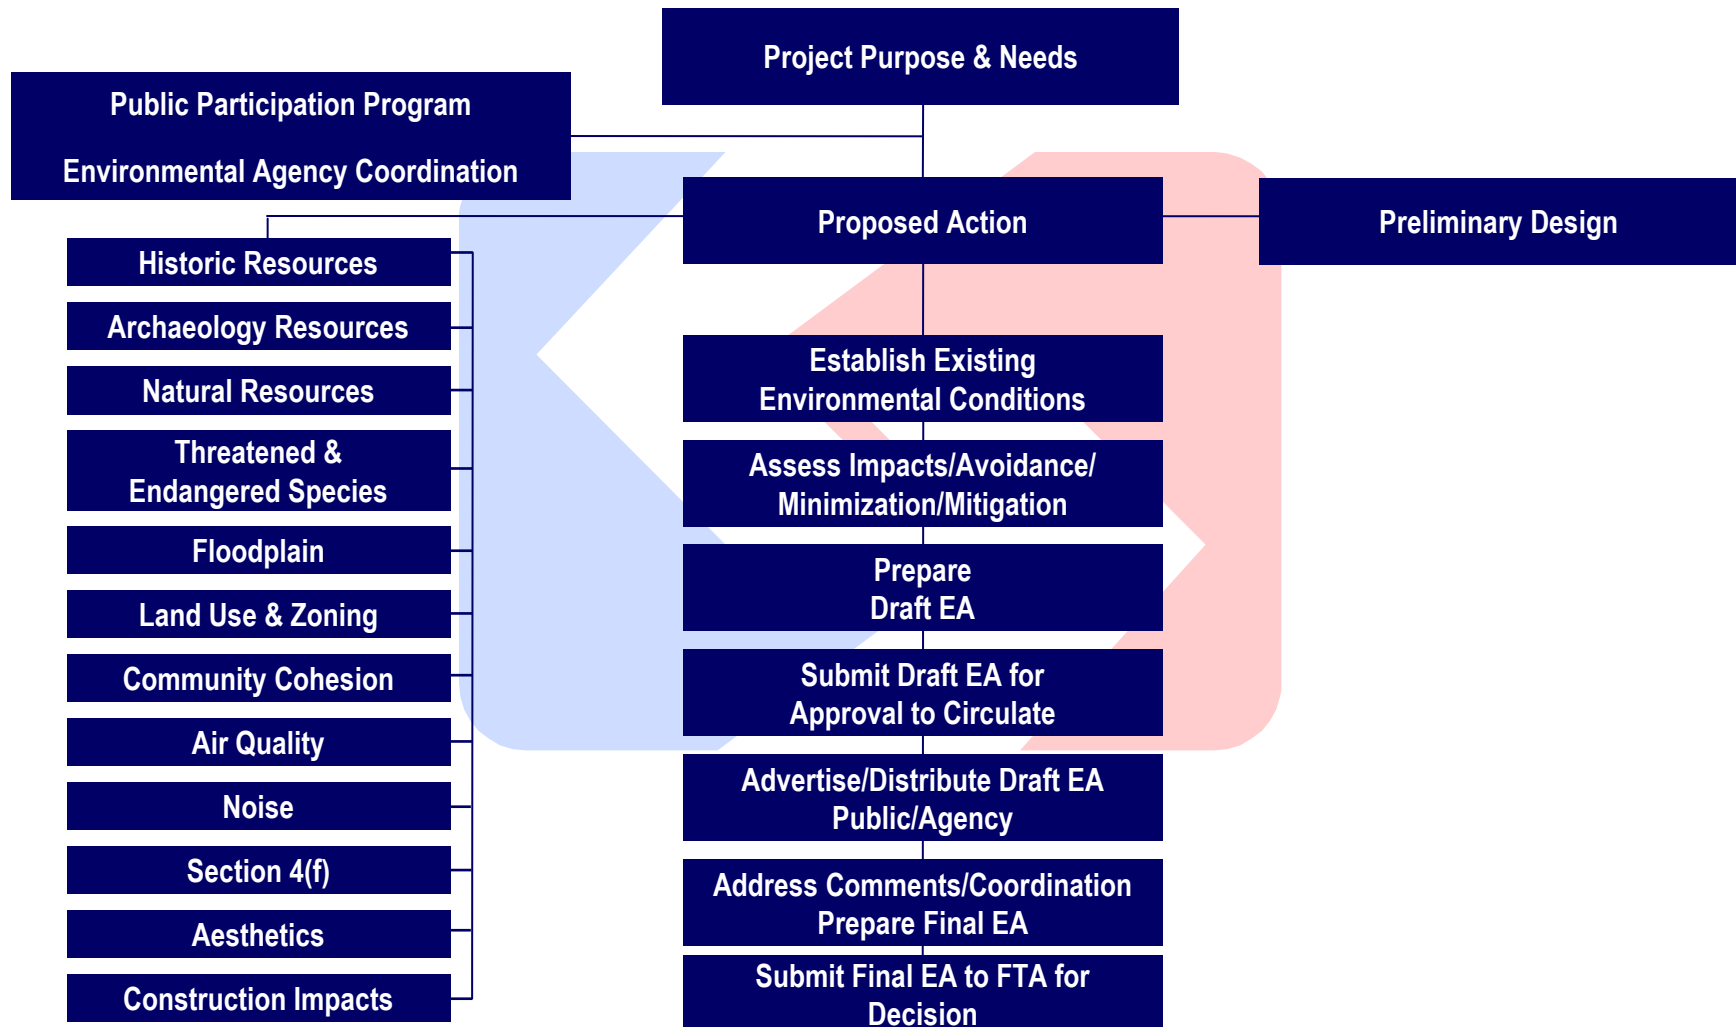 Project Purpose & Needs
Public Participation Program
Environmental Agency Coordination
Proposed Action
Preliminary Design
Historic Resources
Archaeology Resources
Natural Resources
Threatened &
Endangered Species
Floodplain
Land Use & Zoning
Community Cohesion
Air Quality
Noise
Section 4(f)
Aesthetics
Construction Impacts
Establish Existing
Environmental Conditions
Assess Impacts/Avoidance/
Minimization/Mitigation
Prepare
Draft EA
Submit Draft EA for
Approval to Circulate
Advertise/Distribute Draft EA
Public/Agency
Address Comments/Coordination
Prepare Final EA
Submit Final EA to FTA for
Decision